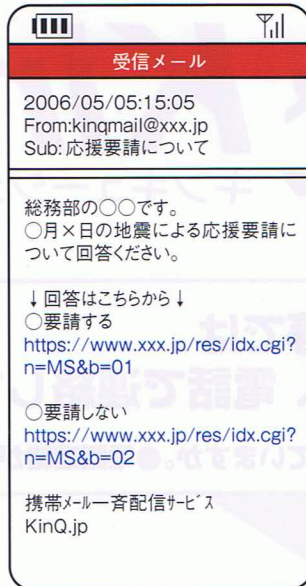 受信メール
2006/05/05:15:05
From:kinqmail@xxx.jp
Sub:応援要請について
総務部の○○です。
○月×日の地震による応援要請に
ついて回答ください。
↓回答はこちらから↓
○要請する
https://www.xxx.jp/res/idx.cgi?
n=MS&b=01
○要請しない
https://www.xxx.jp/res/idx.cgi?
n=MS&b=02
携帯メール一斉配信サービス
KinQ.jp